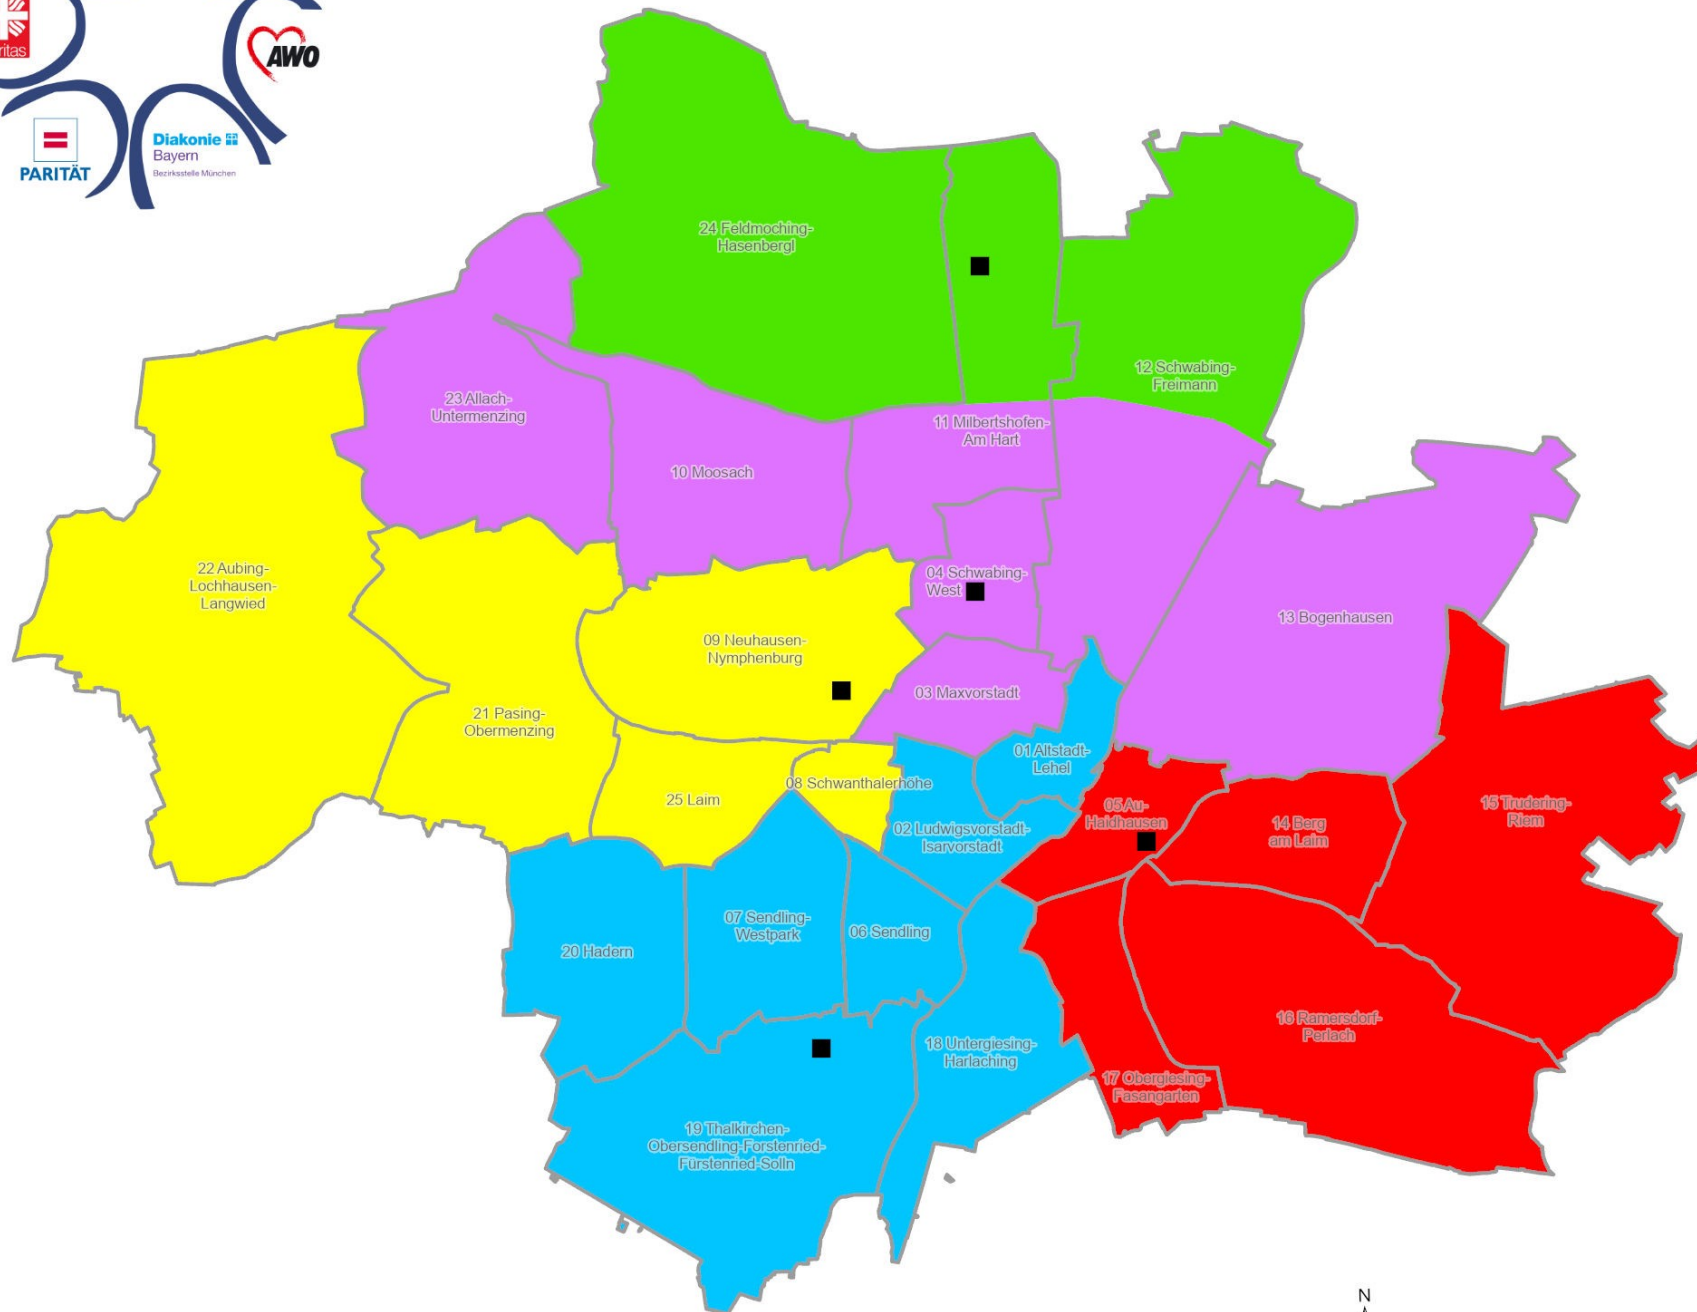 ritas
AWO
PARITÄT
Diakonie
Bayern
Bezirksstelle München
24 Feldmoching-
Hasenbergl
12 Schwabing-
Freimann
23 Allach-
Untermenzing
11 Milbertshofen-
Am Hart
10 Moosach
22 Aubing-
Lochhausen-
Langwied
04 Schwabing-
West
13 Bogenhausen
09 Neuhausen-
Nymphenburg
03 Maxvorstadt
21 Pasing-
Obermenzing
01 Altstadt-
Lehel
08 Schwanthalerhöhe
25 Laim
05 Au-
Haidhausen
15 Trudering-
Riem
02 Ludwigsvorstadt-
Isarvorstadt
14 Berg
am Laim
07 Sendling-
Westpark
06 Sendling
20 Hadern
16 Ramersdorf-
Perlach
18 Untergiesing-
Harlaching
17 Obergiesing-
Fasangarten
19 Thalkirchen-
Obersendling-Forstenried-
Fürstenried-Solln
N